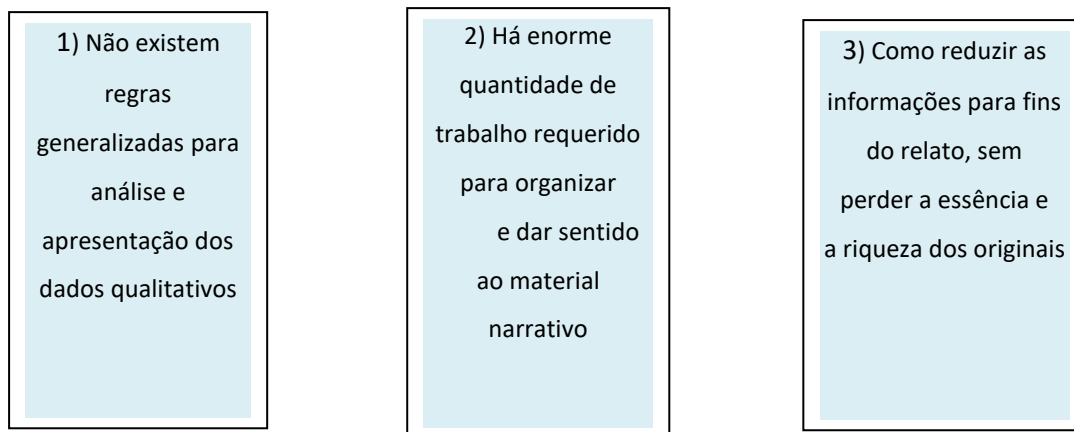 1) Não existem
regras
generalizadas para
análise e
apresentação dos
dados qualitativos
2) Há enorme
quantidade de
trabalho requerido
para organizar
e dar sentido
ao material
narrativo
3) Como reduzir as
informações para fins
do relato, sem
perder a essência e
a riqueza dos originais